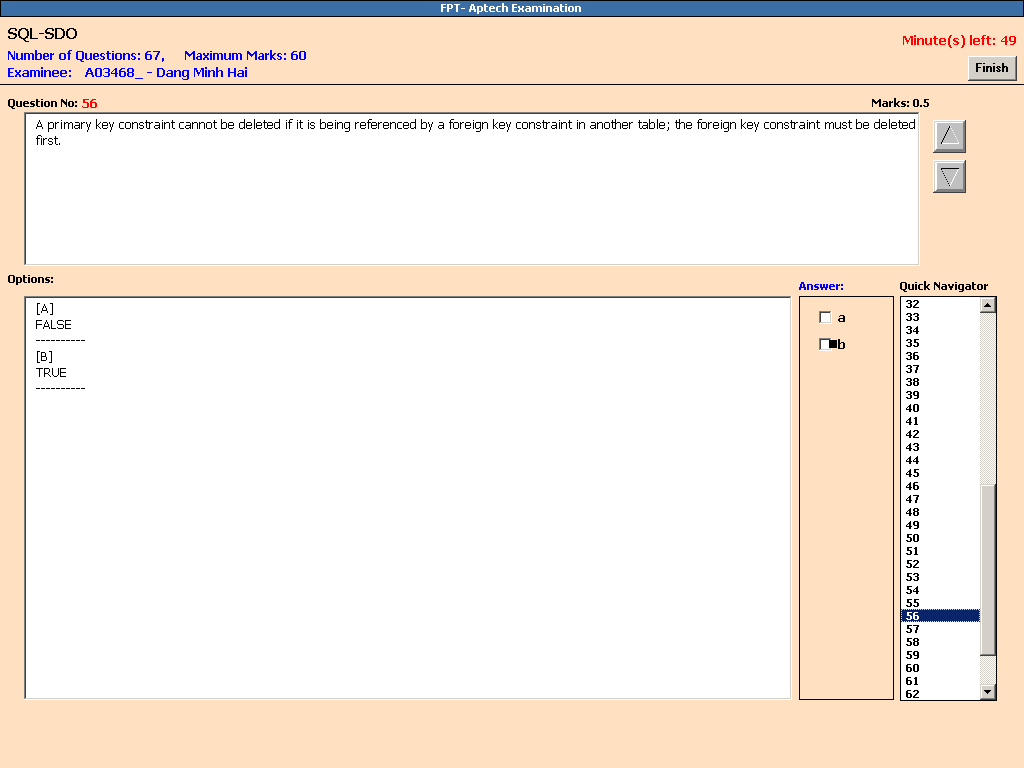 FPT- Aptech Examination
SQL-SDO
Number of Questions: 67, Maximum Marks: 60
Minute(s) left: 49
Examinee: A03468_ - Dang Minh Hai
Finish
Question No: 56
Marks: 0.5
A primary key constraint cannot be deleted if it is being referenced by a foreign key constraint in another table; the foreign key constraint must be deleted
first.
Options:
Answer:
Quick Navigator
[A]
FALSE
----------
[B]
TRUE
----------
a
b
32
33
34
35
36
37
38
39
40
41
42
43
44
45
46
47
48
49
50
51
52
53
54
55
56
57
58
59
60
61
62